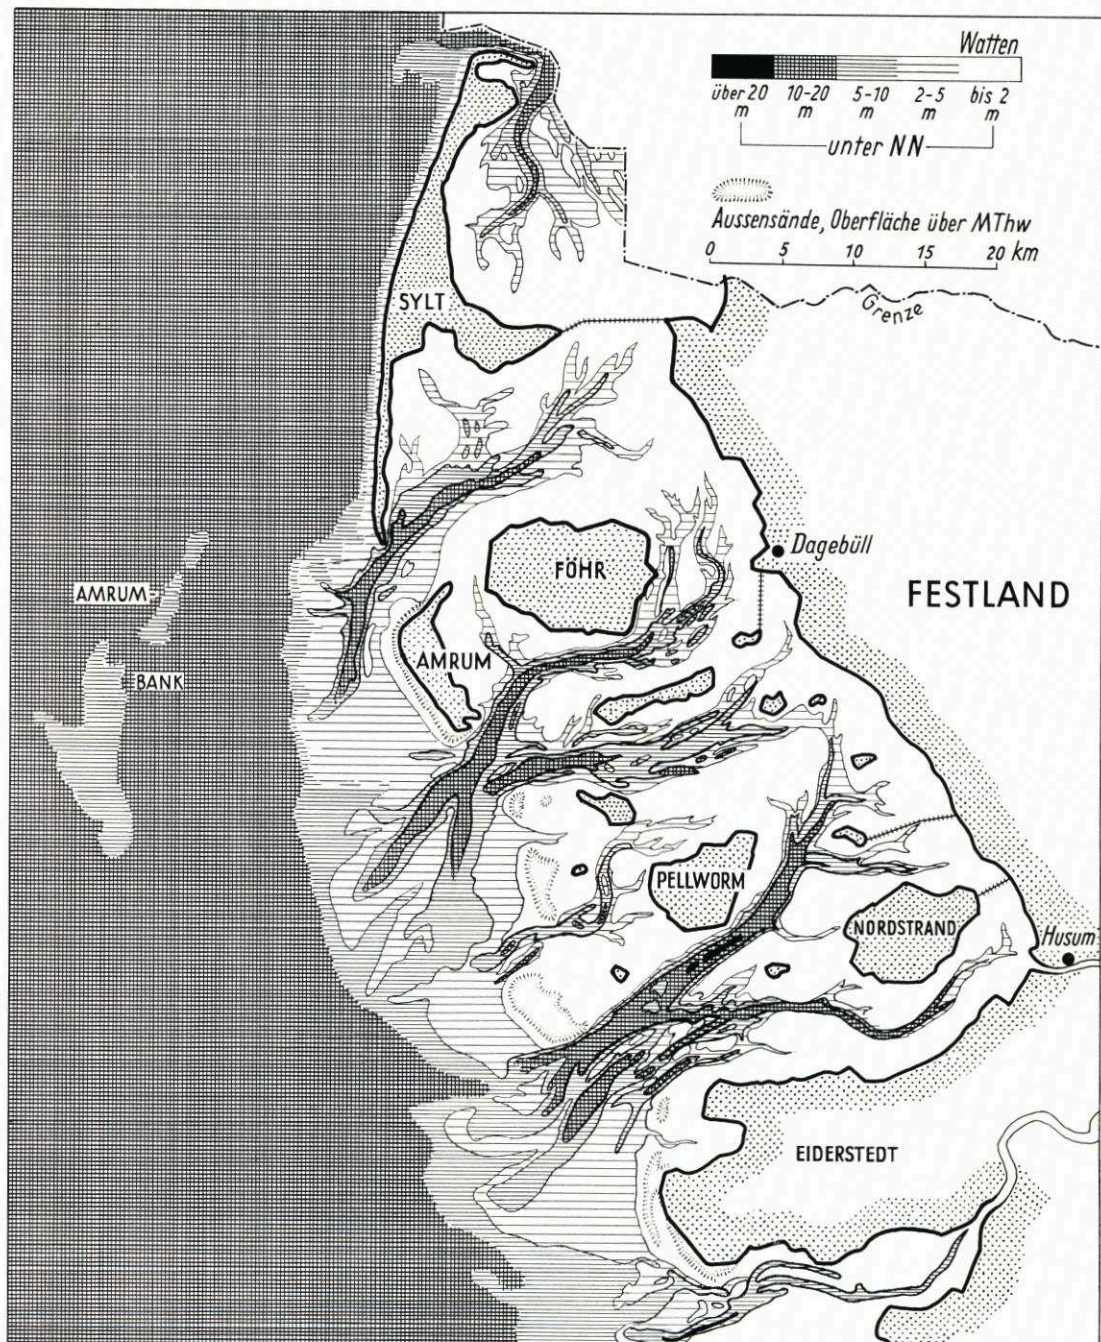 Watten
über 20 m
10-20 m
5-10 m
2-5 m
bis 2 m
unter NN
Aussensände, Oberfläche über MThw
0 5 10 15 20 km
Grenze
SYLT
Dagebüll
FÖHR
FESTLAND
AMRUM
AMRUM
BANK
PELLWORM
NORDSTRAND
Husum
EIDERSTEDT